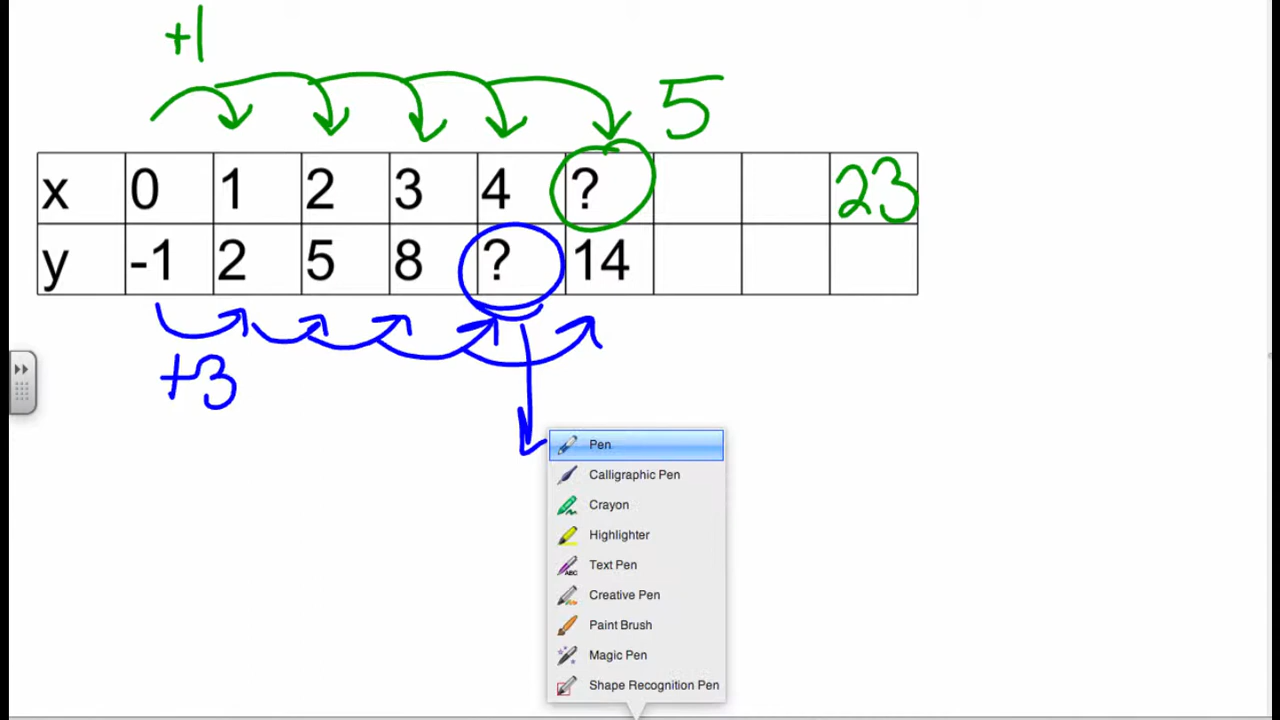 +1
5
x 0 1 2 3 4 ? 23
y -1 2 5 8 ? 14
+3
Pen
Calligraphic Pen
Crayon
Highlighter
ABC Text Pen
Creative Pen
Paint Brush
Magic Pen
Shape Recognition Pen